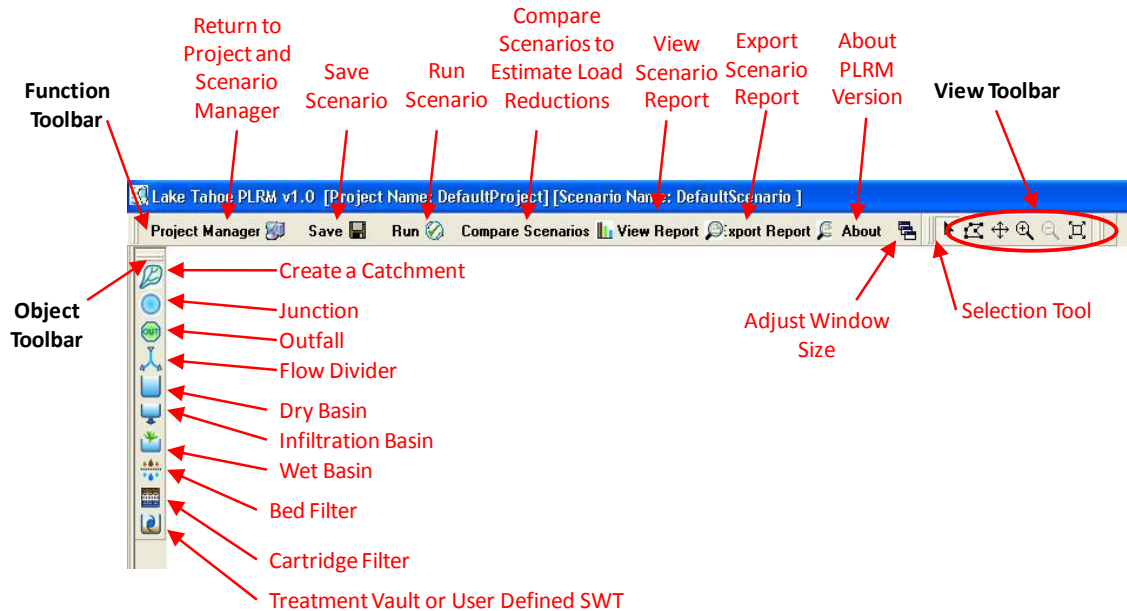 Return to
Project and
Scenario
Manager
Save
Scenario
Run
Scenario
Compare
Scenarios to
Estimate Load
Reductions
View
Scenario
Report
Export
Scenario
Report
About
PLRM
Version
Function
Toolbar
View Toolbar
Lake Tahoe PLRM v1.0 [Project Name: DefaultProject] [Scenario Name: DefaultScenario ]
Project Manager Save Run Compare Scenarios View Report :xport Report About
Object
Toolbar
Create a Catchment
Junction
OUT
Outfall
Flow Divider
Dry Basin
Infiltration Basin
Wet Basin
Bed Filter
Cartridge Filter
Treatment Vault or User Defined SWT
Adjust Window
Size
Selection Tool